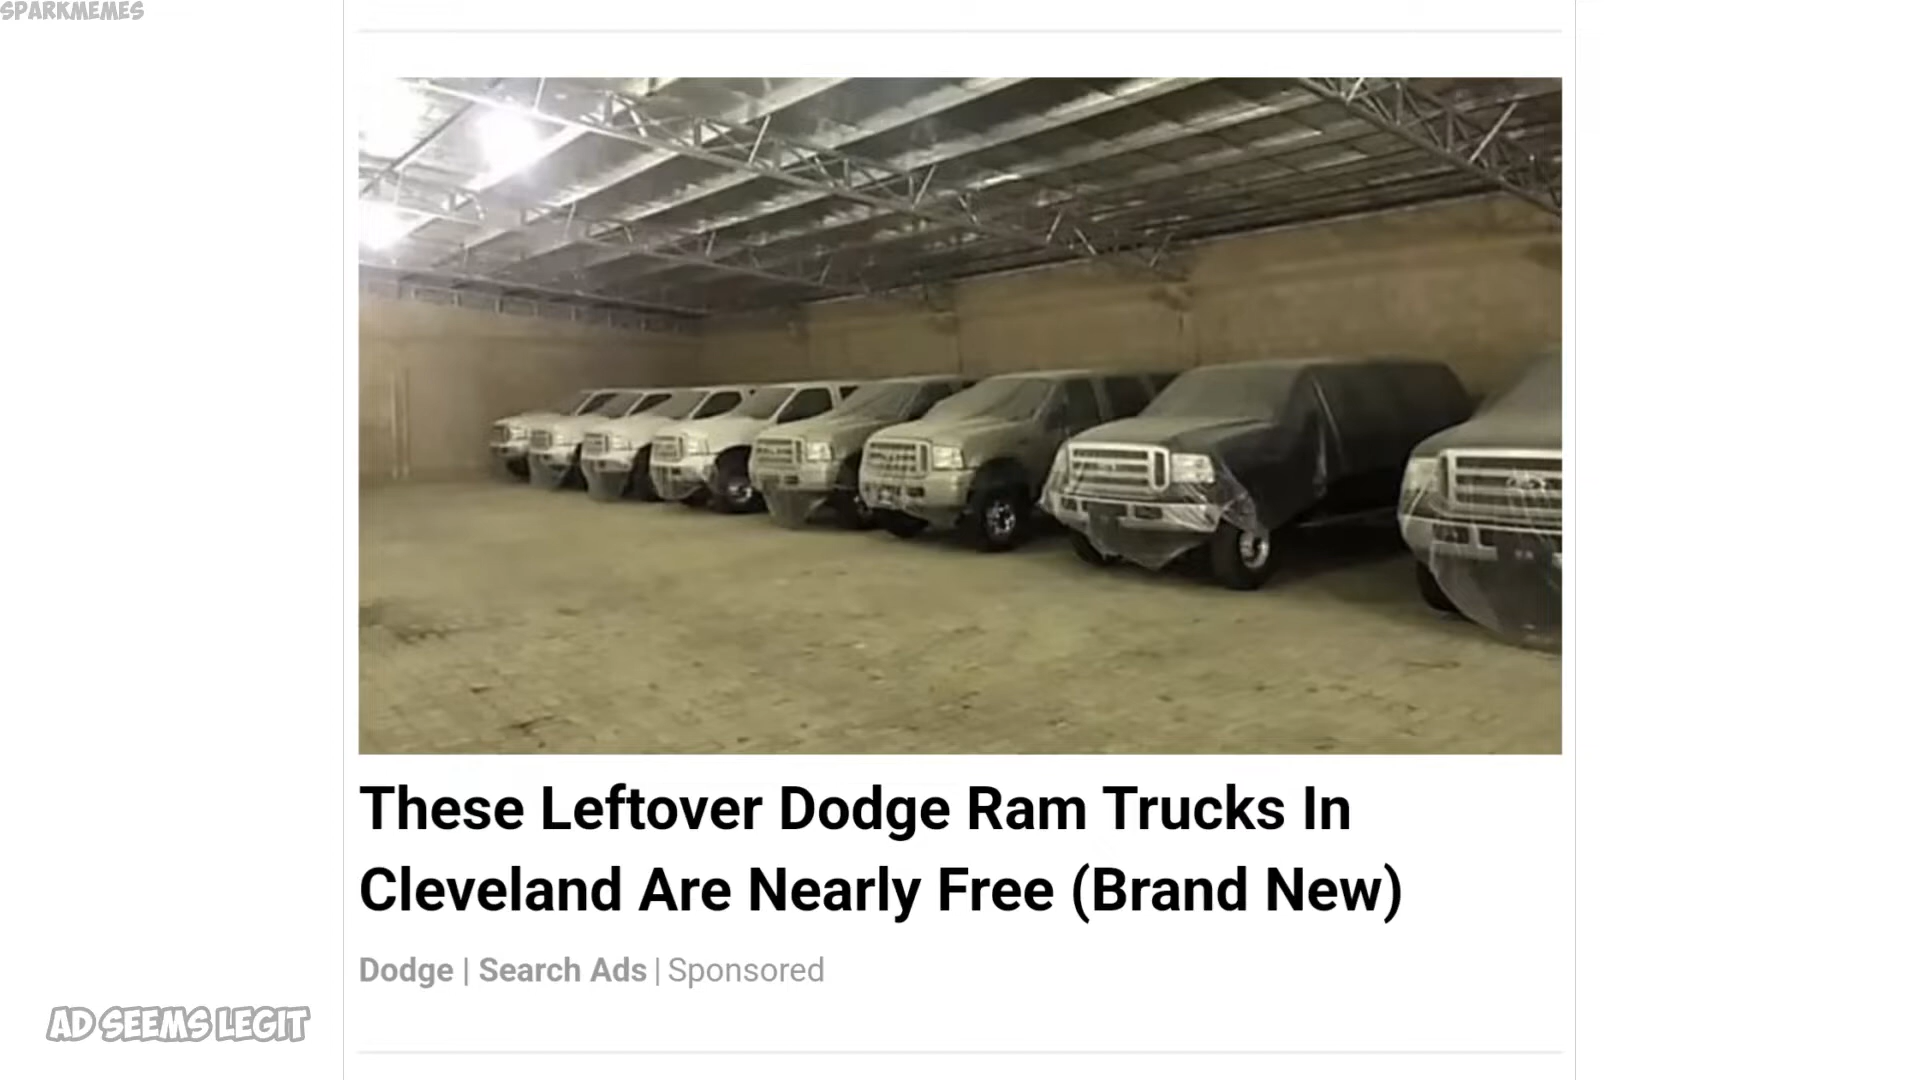 SPARKMEMES
These Leftover Dodge Ram Trucks In
Cleveland Are Nearly Free (Brand New)
Dodge | Search Ads | Sponsored
AD SEEMS LEGIT